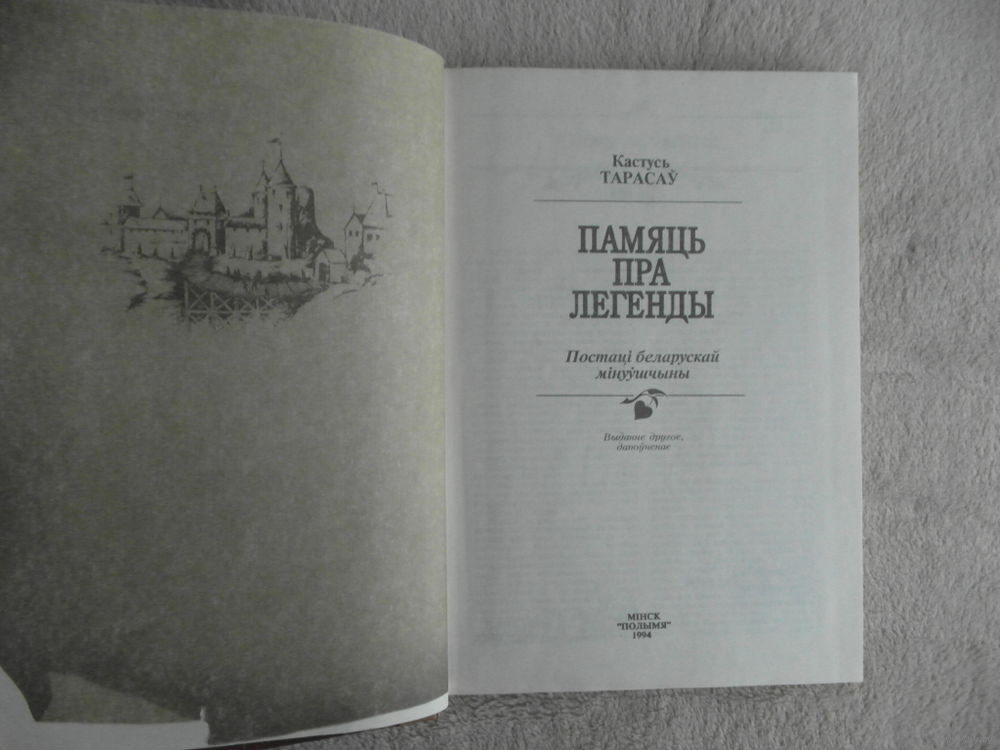 Кастусь
ТАРАСАЎ
ПАМЯЦЬ
ПРА
ЛЕГЕНДЫ
Постаці беларускай
мінуўшчыны
Выданне другое,
дапоўненае
МІНСК
"ПОЛЫМЯ"
1994